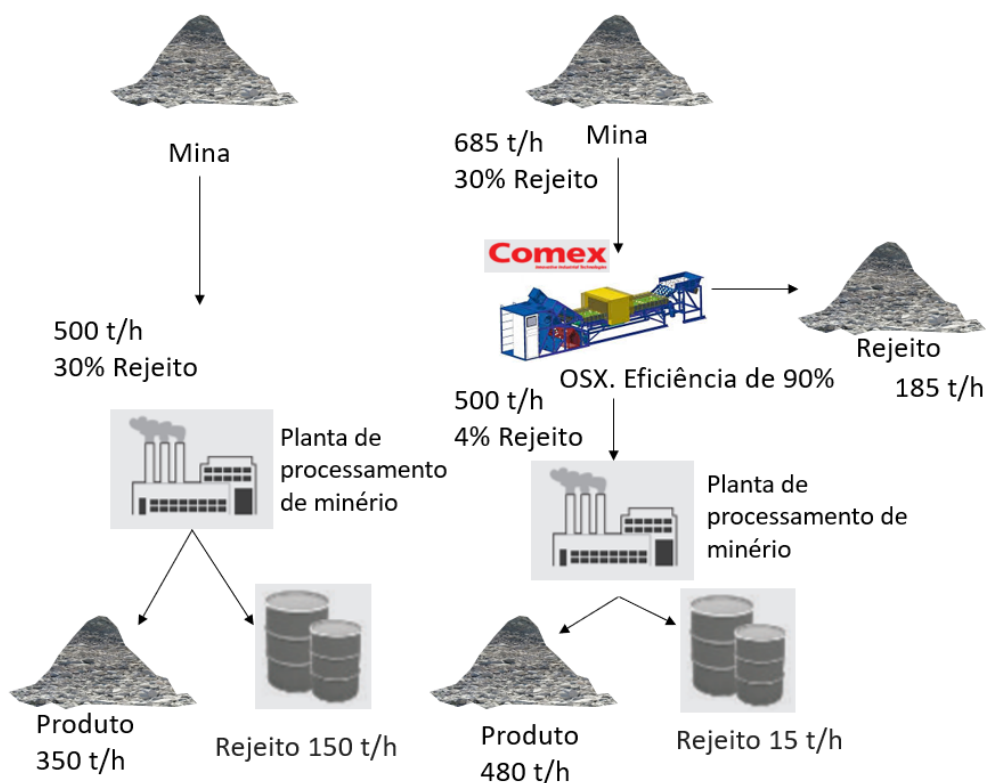 Mina
500 t/h
30% Rejeito
Planta de
processamento
de minério
Produto
350 t/h
Rejeito 150 t/h
685 t/h
Mina
30% Rejeito
Comex
Rejeito
185 t/h
OSX. Eficiência de 90%
500 t/h
4% Rejeito
Planta de
processamento de
minério
Produto
480 t/h
Rejeito 15 t/h